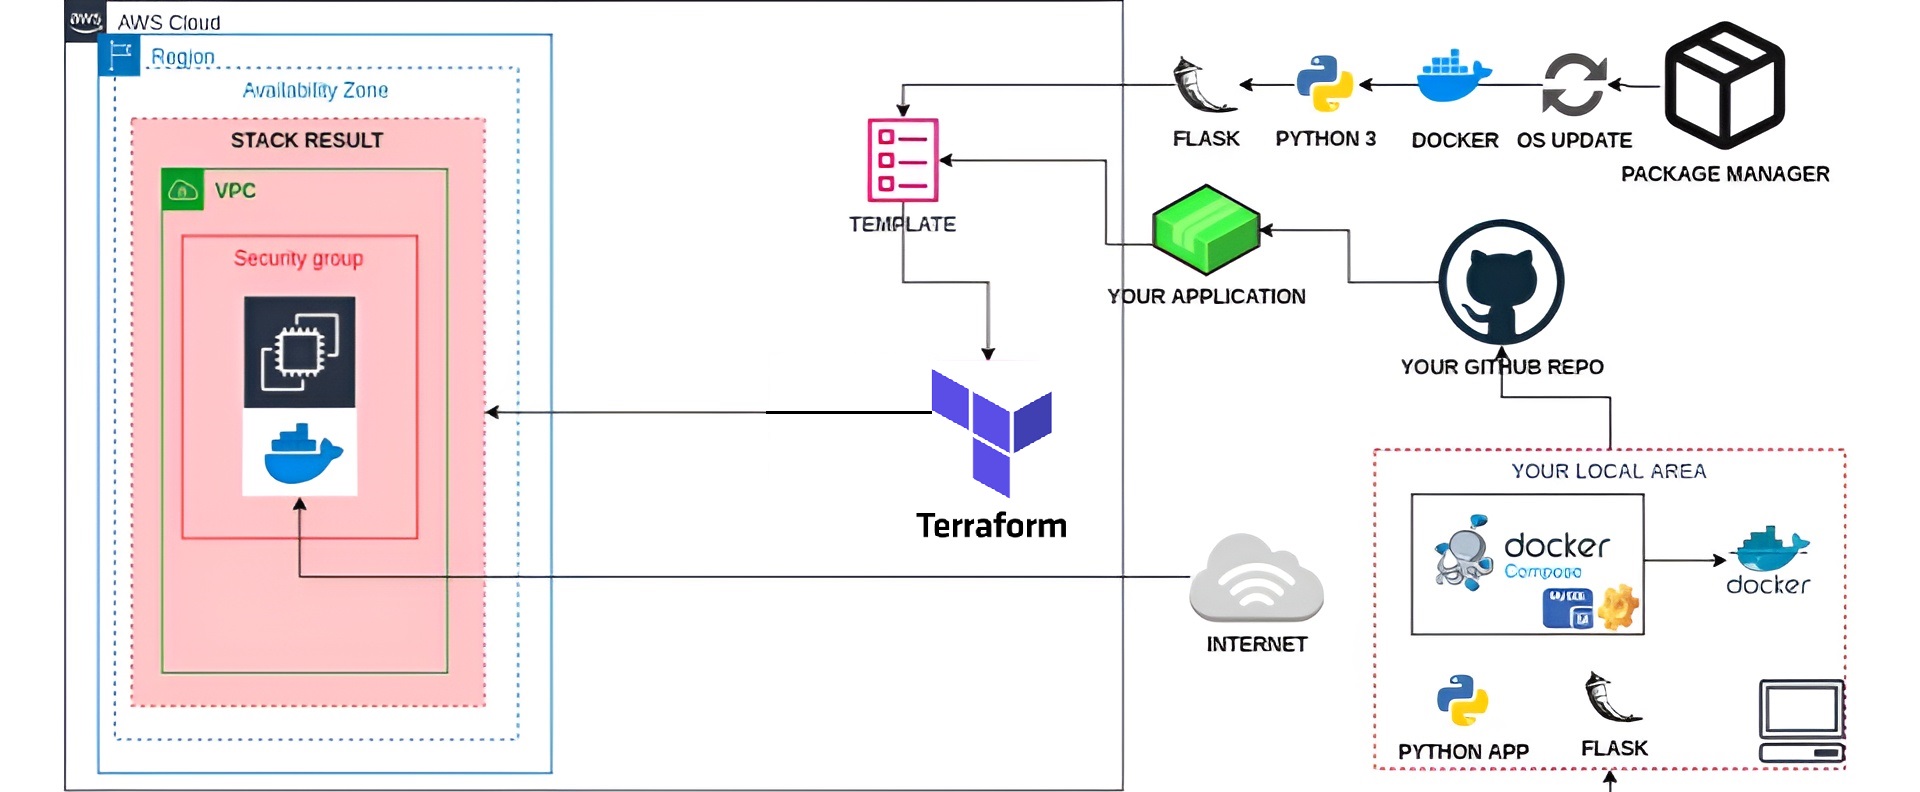 aws
AWS Cloud
Region
Availability Zone
STACK RESULT
VPC
Security group
FLASK
PYTHON 3
DOCKER
OS UPDATE
PACKAGE MANAGER
TEMPLATE
YOUR APPLICATION
YOUR GITHUB REPO
Terraform
INTERNET
YOUR LOCAL AREA
docker
Compose
docker
PYTHON APP
FLASK